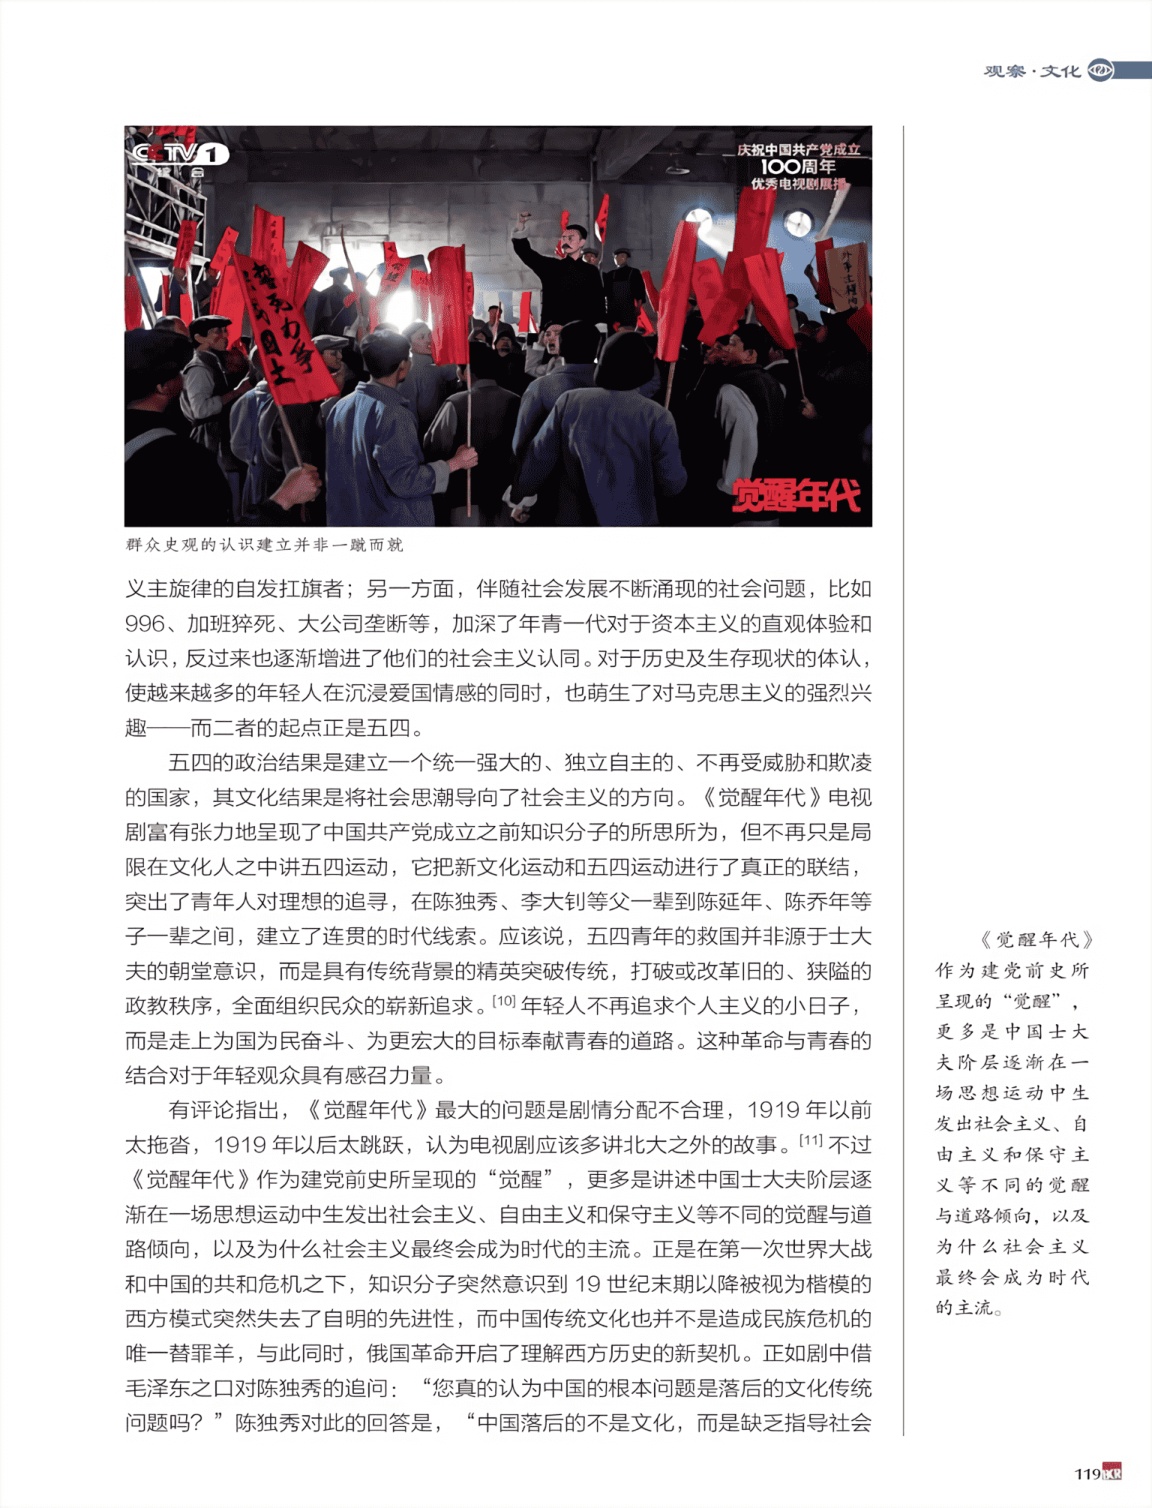 观察·文化
CCTV 1
综合
庆祝中国共产党成立
100周年
优秀电视剧展播
誓死力争
国土
外争主权
觉醒年代
群众史观的认识建立并非一蹴而就
义主旋律的自发扛旗者；另一方面，伴随社会发展不断涌现的社会问题，比如
996、加班猝死、大公司垄断等，加深了年青一代对于资本主义的直观体验和
认识，反过来也逐渐增进了他们的社会主义认同。对于历史及生存现状的体认，
使越来越多的年轻人在沉浸爱国情感的同时，也萌生了对马克思主义的强烈兴
趣——而二者的起点正是五四。
五四的政治结果是建立一个统一强大的、独立自主的、不再受威胁和欺凌
的国家，其文化结果是将社会思潮导向了社会主义的方向。《觉醒年代》电视
剧富有张力地呈现了中国共产党成立之前知识分子的所思所为，但不再只是局
限在文化人之中讲五四运动，它把新文化运动和五四运动进行了真正的联结，
突出了青年人对理想的追寻，在陈独秀、李大钊等父一辈到陈延年、陈乔年等
子一辈之间，建立了连贯的时代线索。应该说，五四青年的救国并非源于士大
夫的朝堂意识，而是具有传统背景的精英突破传统，打破或改革旧的、狭隘的
政教秩序，全面组织民众的崭新追求。[10] 年轻人不再追求个人主义的小日子，
而是走上为国为民奋斗、为更宏大的目标奉献青春的道路。这种革命与青春的
结合对于年轻观众具有感召力量。
有评论指出，《觉醒年代》最大的问题是剧情分配不合理，1919 年以前
太拖沓，1919 年以后太跳跃，认为电视剧应该多讲北大之外的故事。[11] 不过
《觉醒年代》作为建党前史所呈现的“觉醒”，更多是讲述中国士大夫阶层逐
渐在一场思想运动中生发出社会主义、自由主义和保守主义等不同的觉醒与道
路倾向，以及为什么社会主义最终会成为时代的主流。正是在第一次世界大战
和中国的共和危机之下，知识分子突然意识到 19 世纪末期以降被视为楷模的
西方模式突然失去了自明的先进性，而中国传统文化也并不是造成民族危机的
唯一替罪羊，与此同时，俄国革命开启了理解西方历史的新契机。正如剧中借
毛泽东之口对陈独秀的追问：“您真的认为中国的根本问题是落后的文化传统
问题吗？”陈独秀对此的回答是，“中国落后的不是文化，而是缺乏指导社会
《觉醒年代》
作为建党前史所
呈现的“觉醒”，
更多是中国士大
夫阶层逐渐在一
场思想运动中生
发出社会主义、自
由主义和保守主
义等不同的觉醒
与道路倾向，以及
为什么社会主义
最终会成为时代
的主流。
119